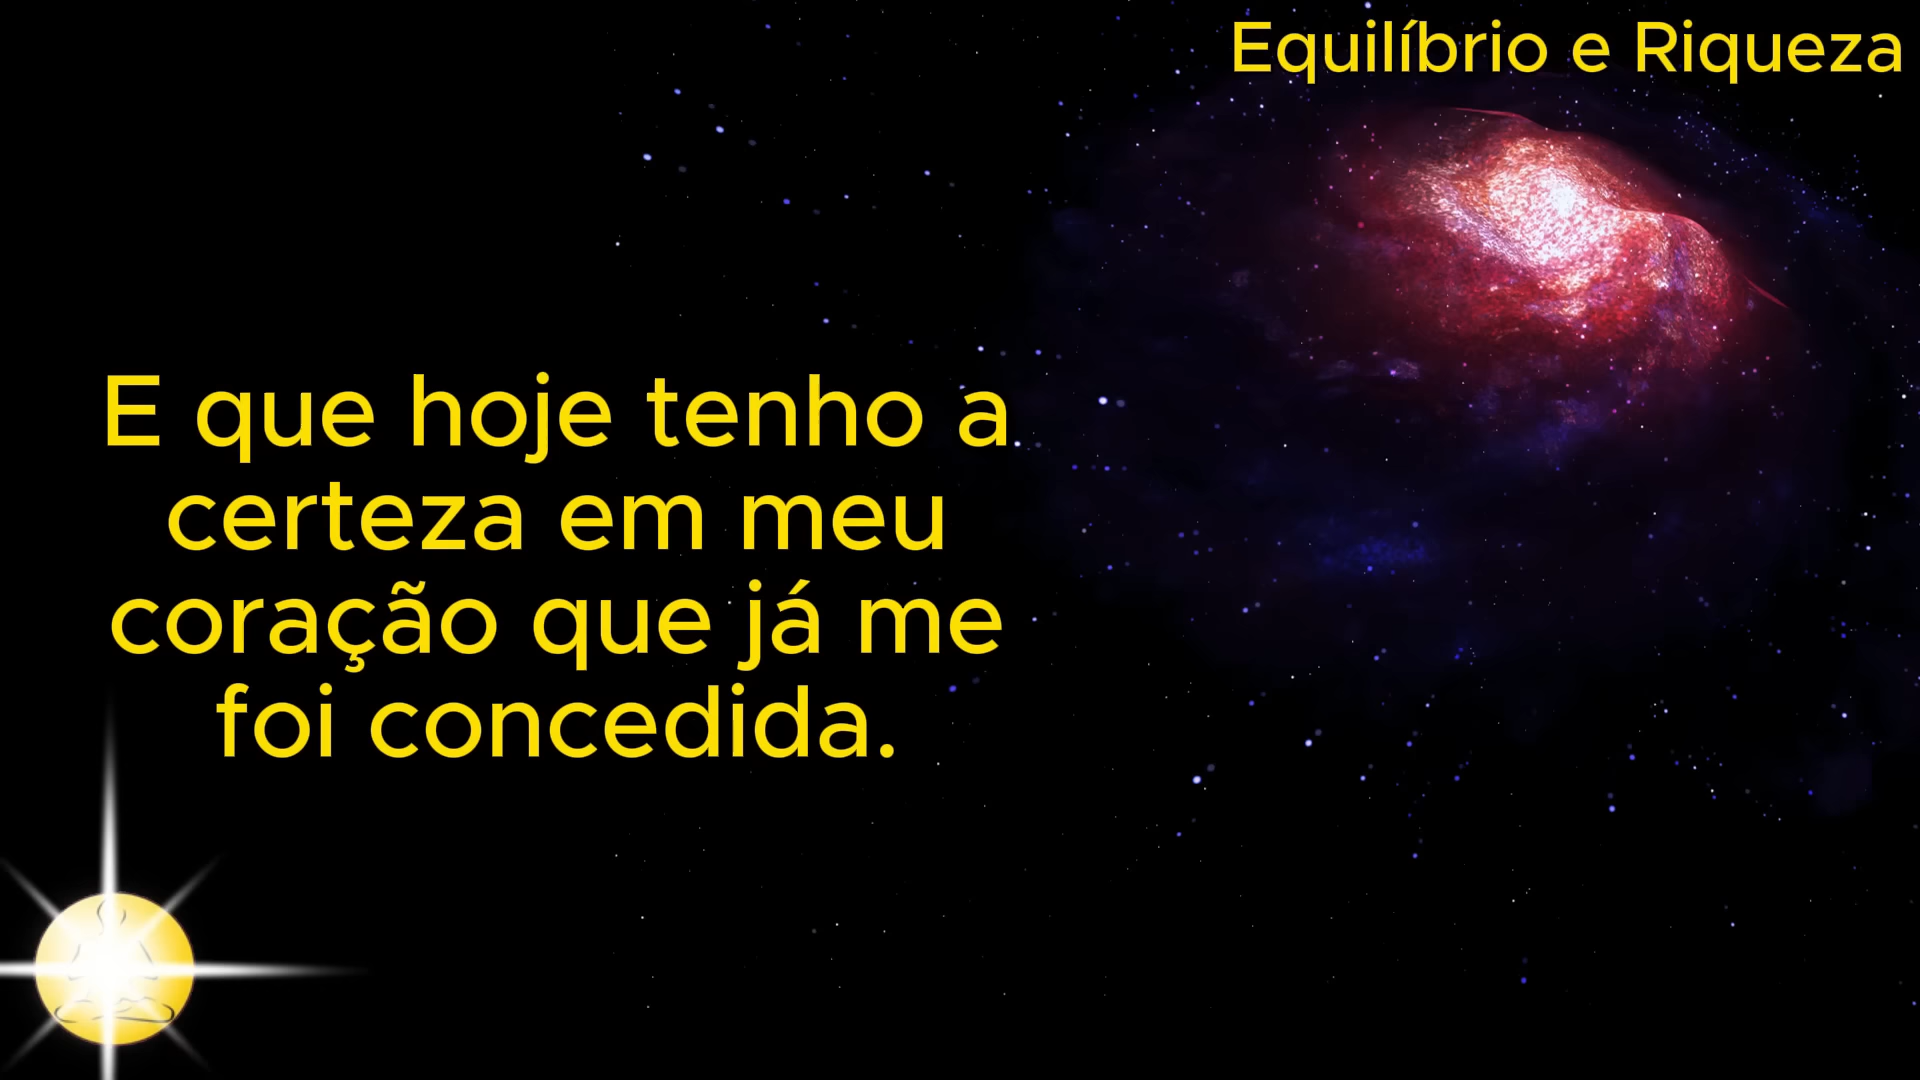 Equilíbrio e Riqueza
E que hoje tenho a
certeza em meu
coração que já me
foi concedida.